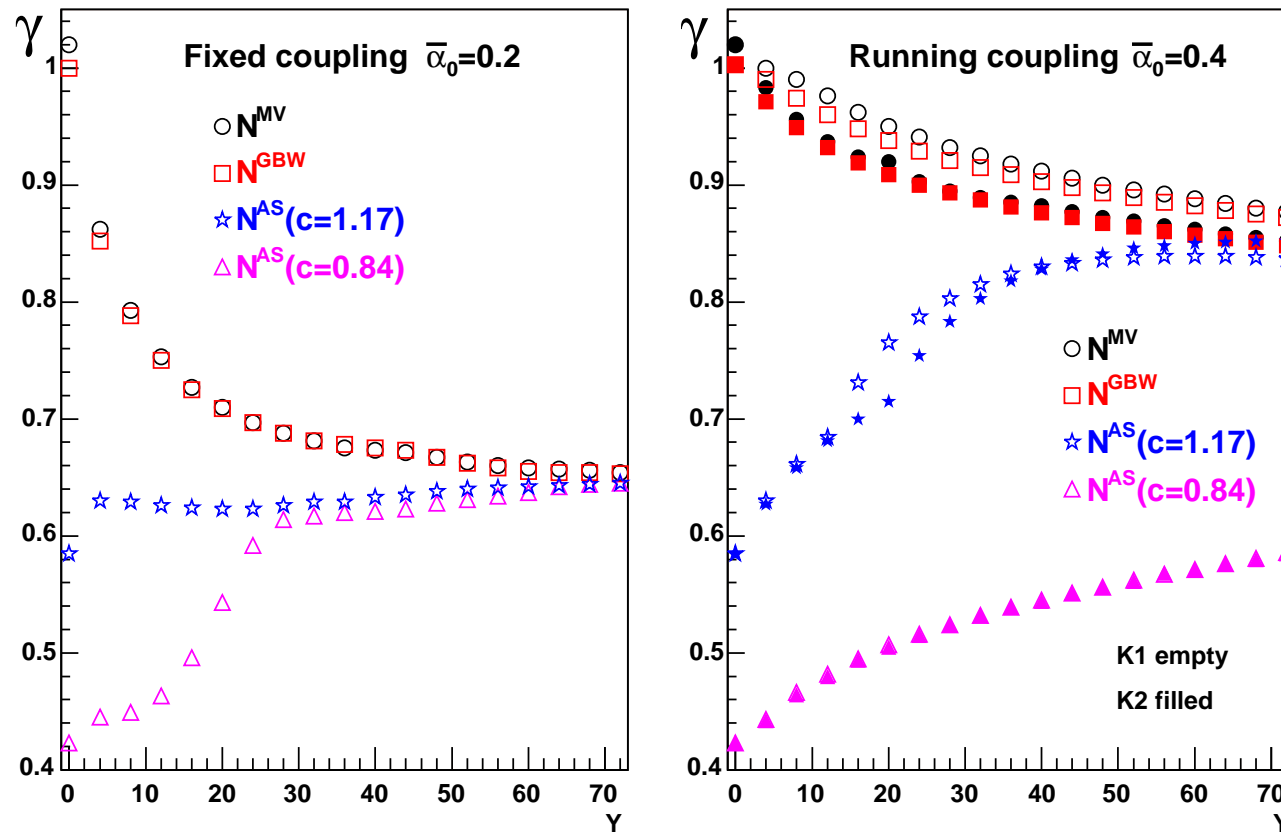 γ
Fixed coupling α̅₀=0.2
N^MV
N^GBW
N^AS(c=1.17)
N^AS(c=0.84)
1
0.9
0.8
0.7
0.6
0.5
0.4
0 10 20 30 40 50 60 70
Y
γ
Running coupling α̅₀=0.4
N^MV
N^GBW
N^AS(c=1.17)
N^AS(c=0.84)
K1 empty
K2 filled
1
0.9
0.8
0.7
0.6
0.5
0.4
0 10 20 30 40 50 60 70
Y